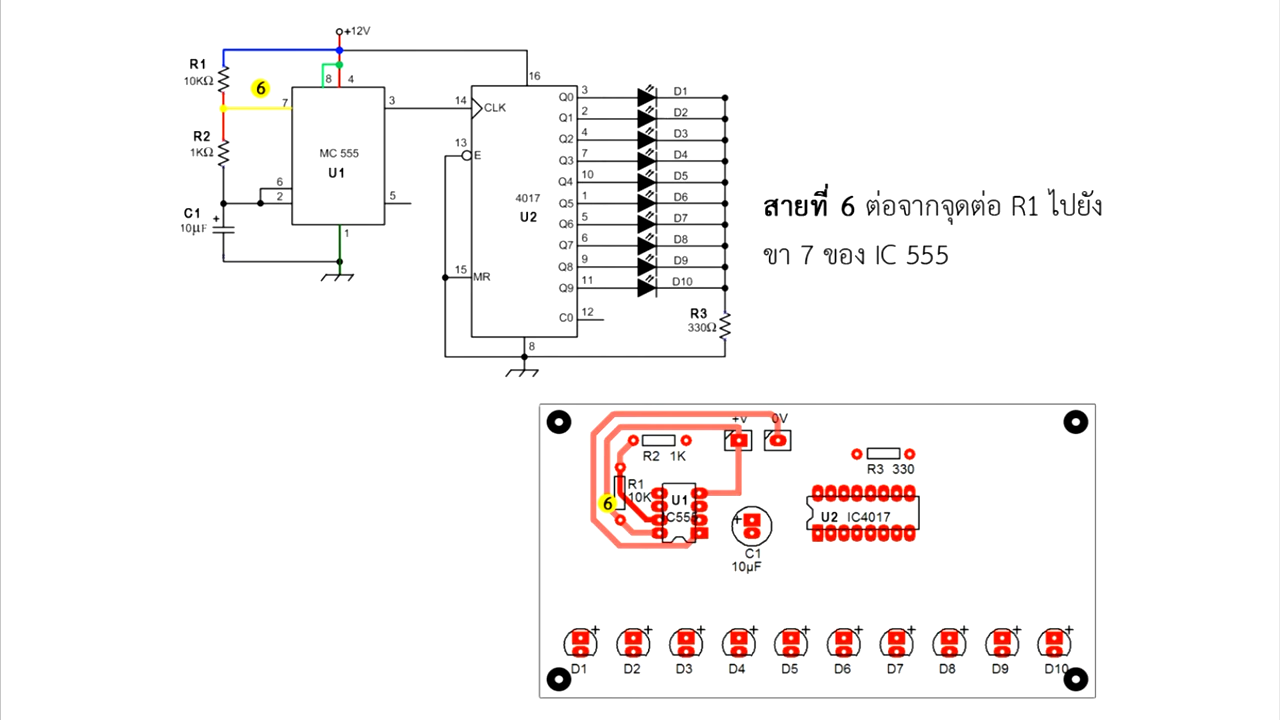 +12V
R1
10KΩ
6
8
4
7
3
R2
1KΩ
MC 555
U1
6
2
5
C1
+
10µF
1
16
14
CLK
13
E
4017
U2
15
MR
8
Q0
3
D1
Q1
2
D2
Q2
4
D3
Q3
7
D4
Q4
10
D5
Q5
1
D6
Q6
5
D7
Q7
6
D8
Q8
9
D9
Q9
11
D10
C0
12
R3
330Ω
สายที่ 6 ต่อจากจุดต่อ R1 ไปยัง
ขา 7 ของ IC 555
+V
0V
R2 1K
R1
10K
6
U1
IC555
+
C1
10µF
R3 330
U2 IC4017
+
+
+
+
+
+
+
+
+
+
D1
D2
D3
D4
D5
D6
D7
D8
D9
D10